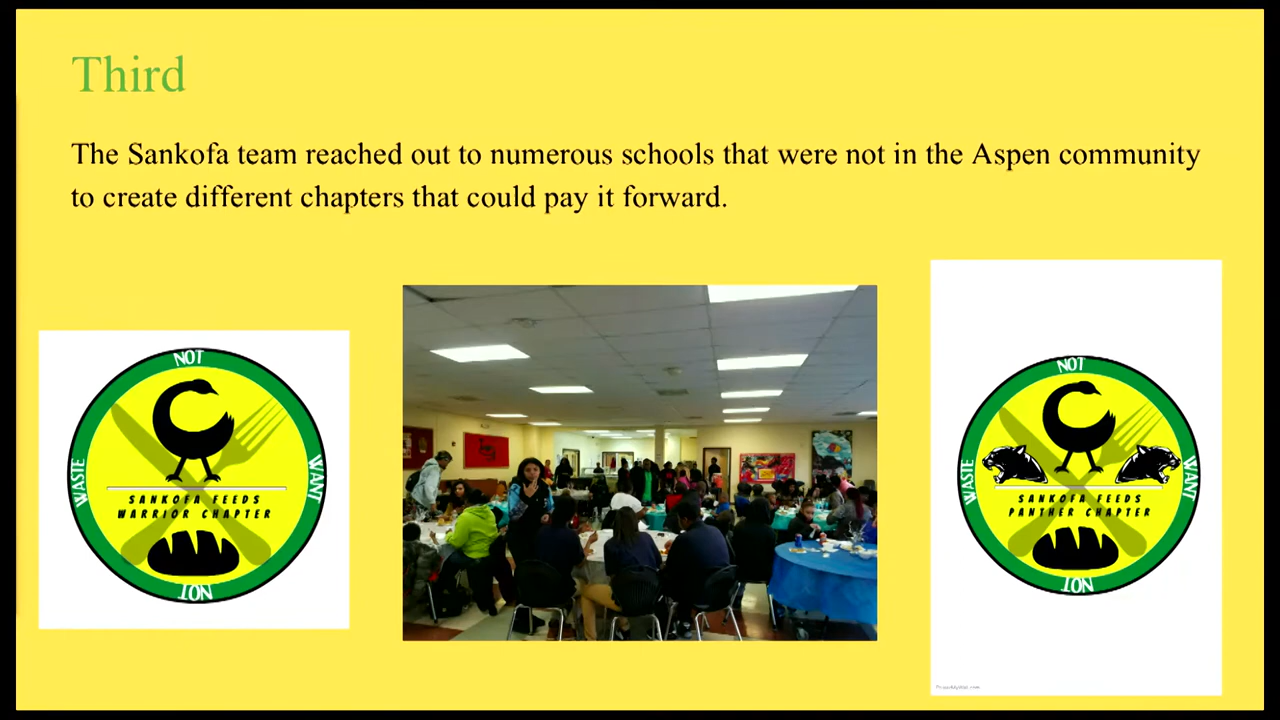 Third
The Sankofa team reached out to numerous schools that were not in the Aspen community
to create different chapters that could pay it forward.
NOT
WASTE
WANT
SANKOFA FEEDS
WARRIOR CHAPTER
NOT
NOT
WASTE
WANT
SANKOFA FEEDS
PANTHER CHAPTER
NOT